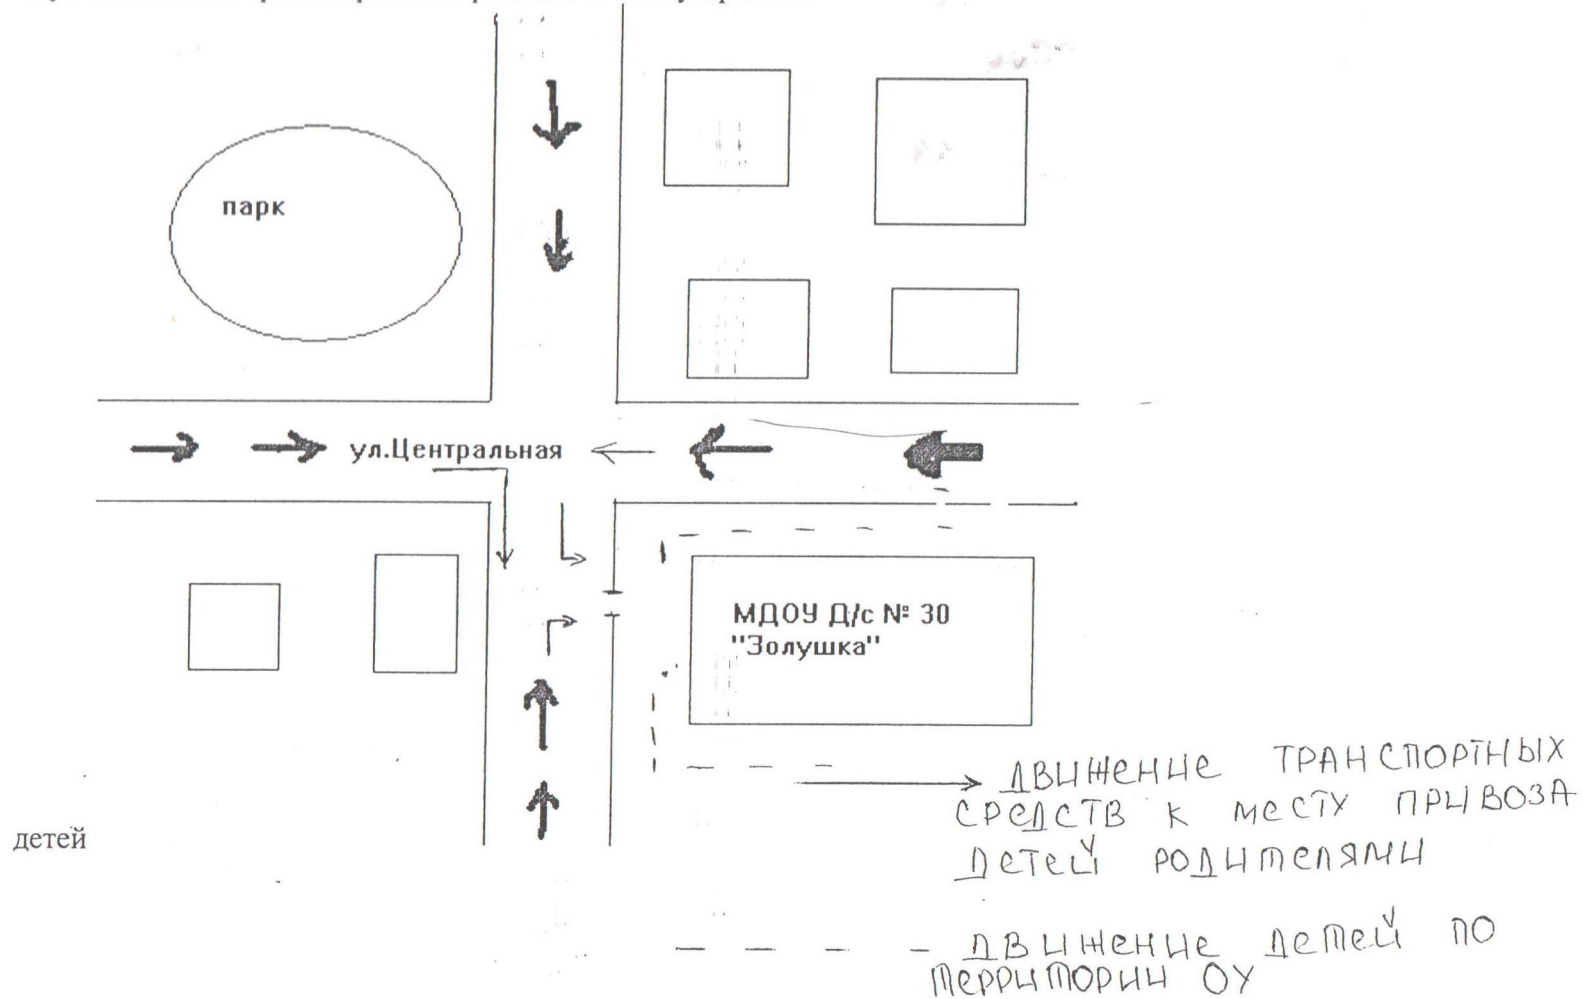 парк
ул.Центральная
МДОУ Д/с № 30
"Золушка"
ДВИЖЕНИЕ ТРАНСПОРТНЫХ
СРЕДСТВ К МЕСТУ ПРИВОЗА
ДЕТЕЙ РОДИТЕЛЯМИ
детей
ДВИЖЕНИЕ ДЕТЕЙ ПО
ТЕРРИТОРИИ ОУ